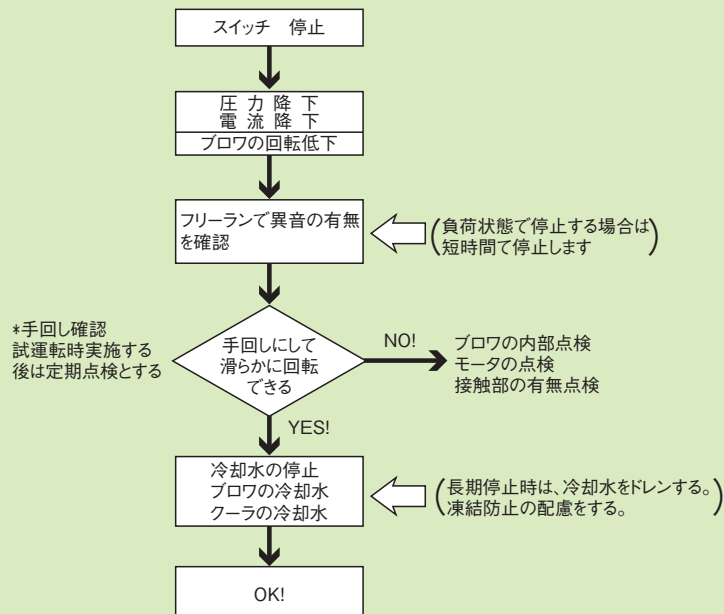 スイッチ 停止
圧 力 降 下
電 流 降 下
ブロワの回転低下
フリーランで異音の有無
を確認
(負荷状態で停止する場合は
短時間て停止します)
*手回し確認
試運転時実施する
後は定期点検とする
手回しにして
滑らかに回転
できる
NO!
ブロワの内部点検
モータの点検
接触部の有無点検
YES!
冷却水の停止
ブロワの冷却水
クーラの冷却水
(長期停止時は、冷却水をドレンする。
凍結防止の配慮をする。)
OK!